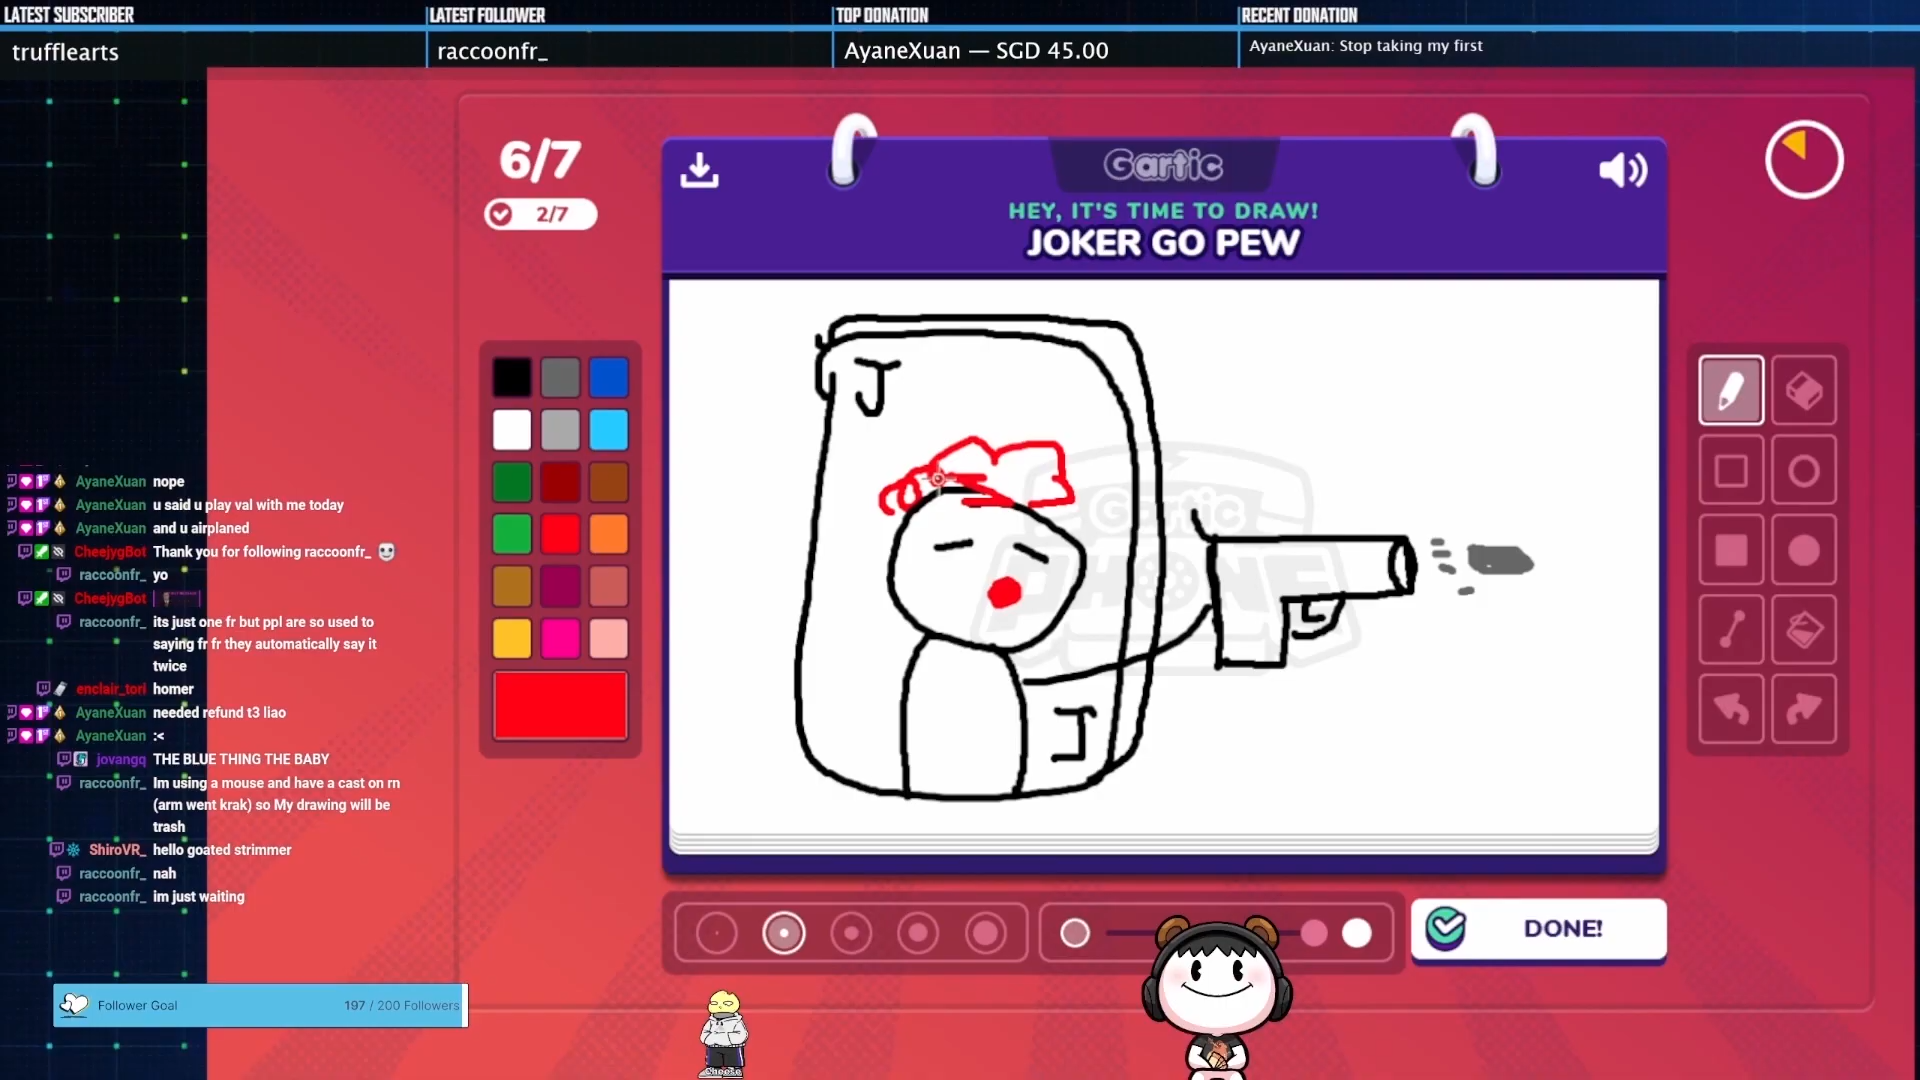 LATEST SUBSCRIBER
LATEST FOLLOWER
TOP DONATION
RECENT DONATION
trufflearts
raccoonfr_
AyaneXuan — SGD 45.00
AyaneXuan: Stop taking my first
6/7
2/7
Gartic
HEY, IT'S TIME TO DRAW!
JOKER GO PEW
J
J
Gartic
PHONE
AyaneXuan nope
AyaneXuan u said u play val with me today
AyaneXuan and u airplaned
CheejygBot Thank you for following raccoonfr_
raccoonfr_ yo
CheejygBot
raccoonfr_ its just one fr but ppl are so used to
saying fr fr they automatically say it
twice
enclair_tori homer
AyaneXuan needed refund t3 liao
AyaneXuan :<
jovangq THE BLUE THING THE BABY
raccoonfr_ Im using a mouse and have a cast on rn
(arm went krak) so My drawing will be
trash
ShiroVR_ hello goated strimmer
raccoonfr_ nah
raccoonfr_ im just waiting
DONE!
Follower Goal
197 / 200 Followers
Cheese